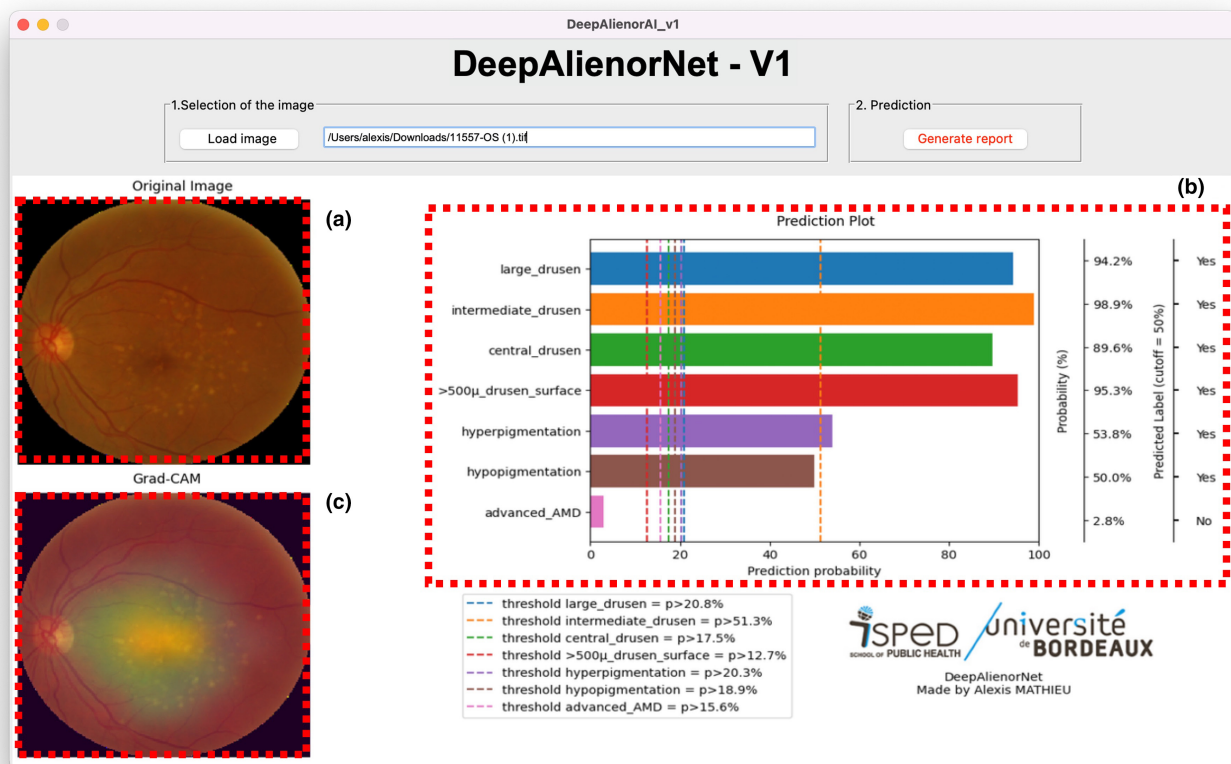 DeepAlienorAI_v1
DeepAlienorNet - V1
1.Selection of the image
Load image
/Users/alexis/Downloads/11557-OS (1).tif
2. Prediction
Generate report
Original Image
(a)
(b)
Prediction Plot
large_drusen
intermediate_drusen
central_drusen
>500μ_drusen_surface
hyperpigmentation
hypopigmentation
advanced_AMD
0 20 40 60 80 100
Prediction probability
Probability (%)
94.2%
98.9%
89.6%
95.3%
53.8%
50.0%
2.8%
Predicted Label (cutoff = 50%)
Yes
Yes
Yes
Yes
Yes
Yes
No
Grad-CAM
(c)
threshold large_drusen = p>20.8%
threshold intermediate_drusen = p>51.3%
threshold central_drusen = p>17.5%
threshold >500μ_drusen_surface = p>12.7%
threshold hyperpigmentation = p>20.3%
threshold hypopigmentation = p>18.9%
threshold advanced_AMD = p>15.6%
isped
SCHOOL OF PUBLIC HEALTH
université
de BORDEAUX
DeepAlienorNet
Made by Alexis MATHIEU